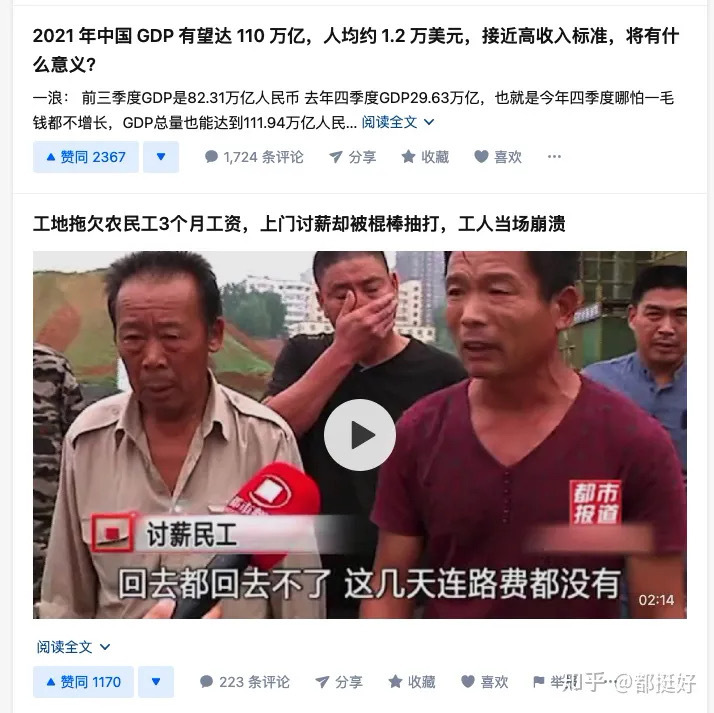 2021 年中国 GDP 有望达 110 万亿，人均约 1.2 万美元，接近高收入标准，将有什
么意义？
一浪： 前三季度GDP是82.31万亿人民币 去年四季度GDP29.63万亿，也就是今年四季度哪怕一毛
钱都不增长，GDP总量也能达到111.94万亿人民... 阅读全文
赞同 2367
1,724 条评论
分享
收藏
喜欢
工地拖欠农民工3个月工资，上门讨薪却被棍棒抽打，工人当场崩溃
都市
报道
讨薪民工
回去都回去不了 这几天连路费都没有
02:14
阅读全文
赞同 1170
223 条评论
分享
收藏
喜欢
知乎 @都挺好